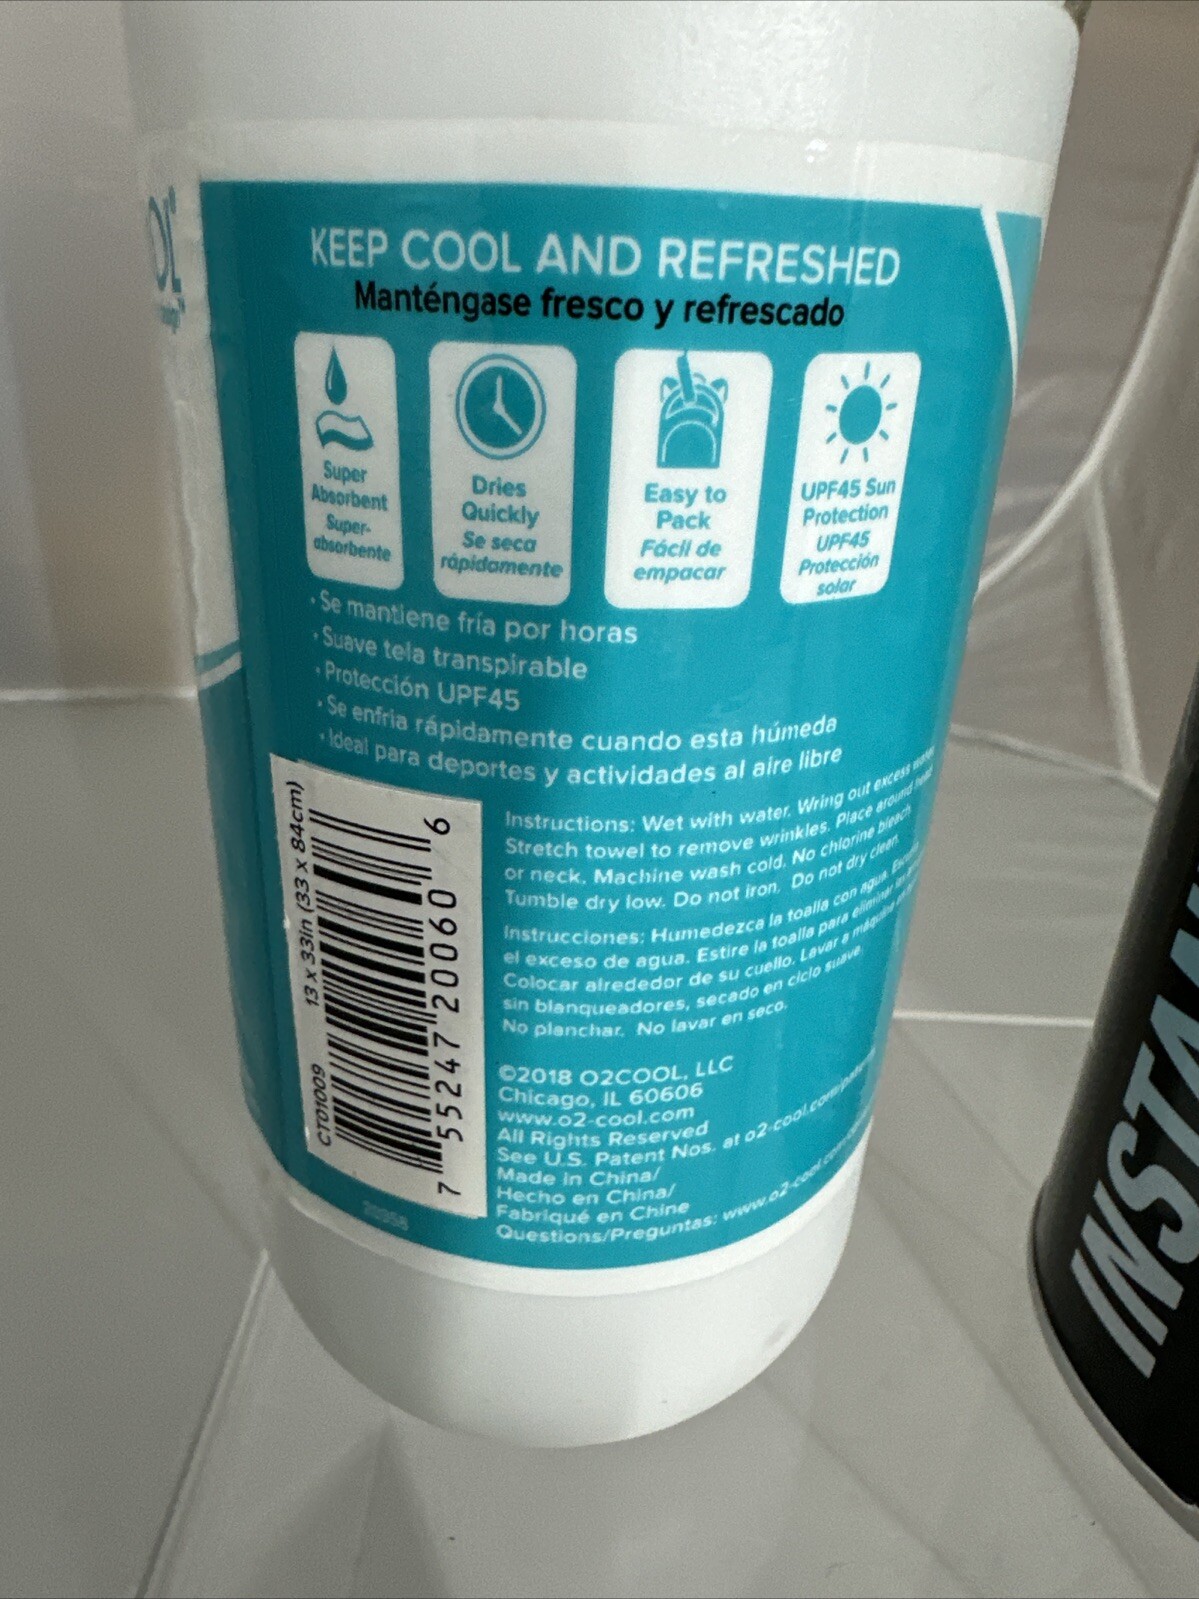 KEEP COOL AND REFRESHED
Manténgase fresco y refrescado
Super
Absorbent
Super-
absorbente
Dries
Quickly
Se seca
rápidamente
Easy to
Pack
Fácil de
empacar
UPF45 Sun
Protection
UPF45
Protección
solar
• Se mantiene fría por horas
• Suave tela transpirable
• Protección UPF45
• Se enfria rápidamente cuando esta húmeda
• Ideal para deportes y actividades al aire libre
Instructions: Wet with water. Wring out excess water.
Stretch towel to remove wrinkles. Place around head
or neck. Machine wash cold. No chlorine bleach.
Tumble dry low. Do not iron. Do not dry clean.
Instrucciones: Humedezca la toalla con agua.
el exceso de agua. Estire la toalla para eliminar
Colocar alrededor de su cuello. Lavar a máquina
sin blanqueadores, secado en ciclo suave.
No planchar. No lavar en seco.
©2018 O2COOL, LLC
Chicago, IL 60606
www.o2-cool.com
All Rights Reserved
See U.S. Patent Nos. at o2-cool.com/
Made in China/
Hecho en China/
Fabriqué en Chine
Questions/Preguntas: www.o2-cool.com
CT01009 13 x 33in (33 x 84cm)
7 55247 20060 6